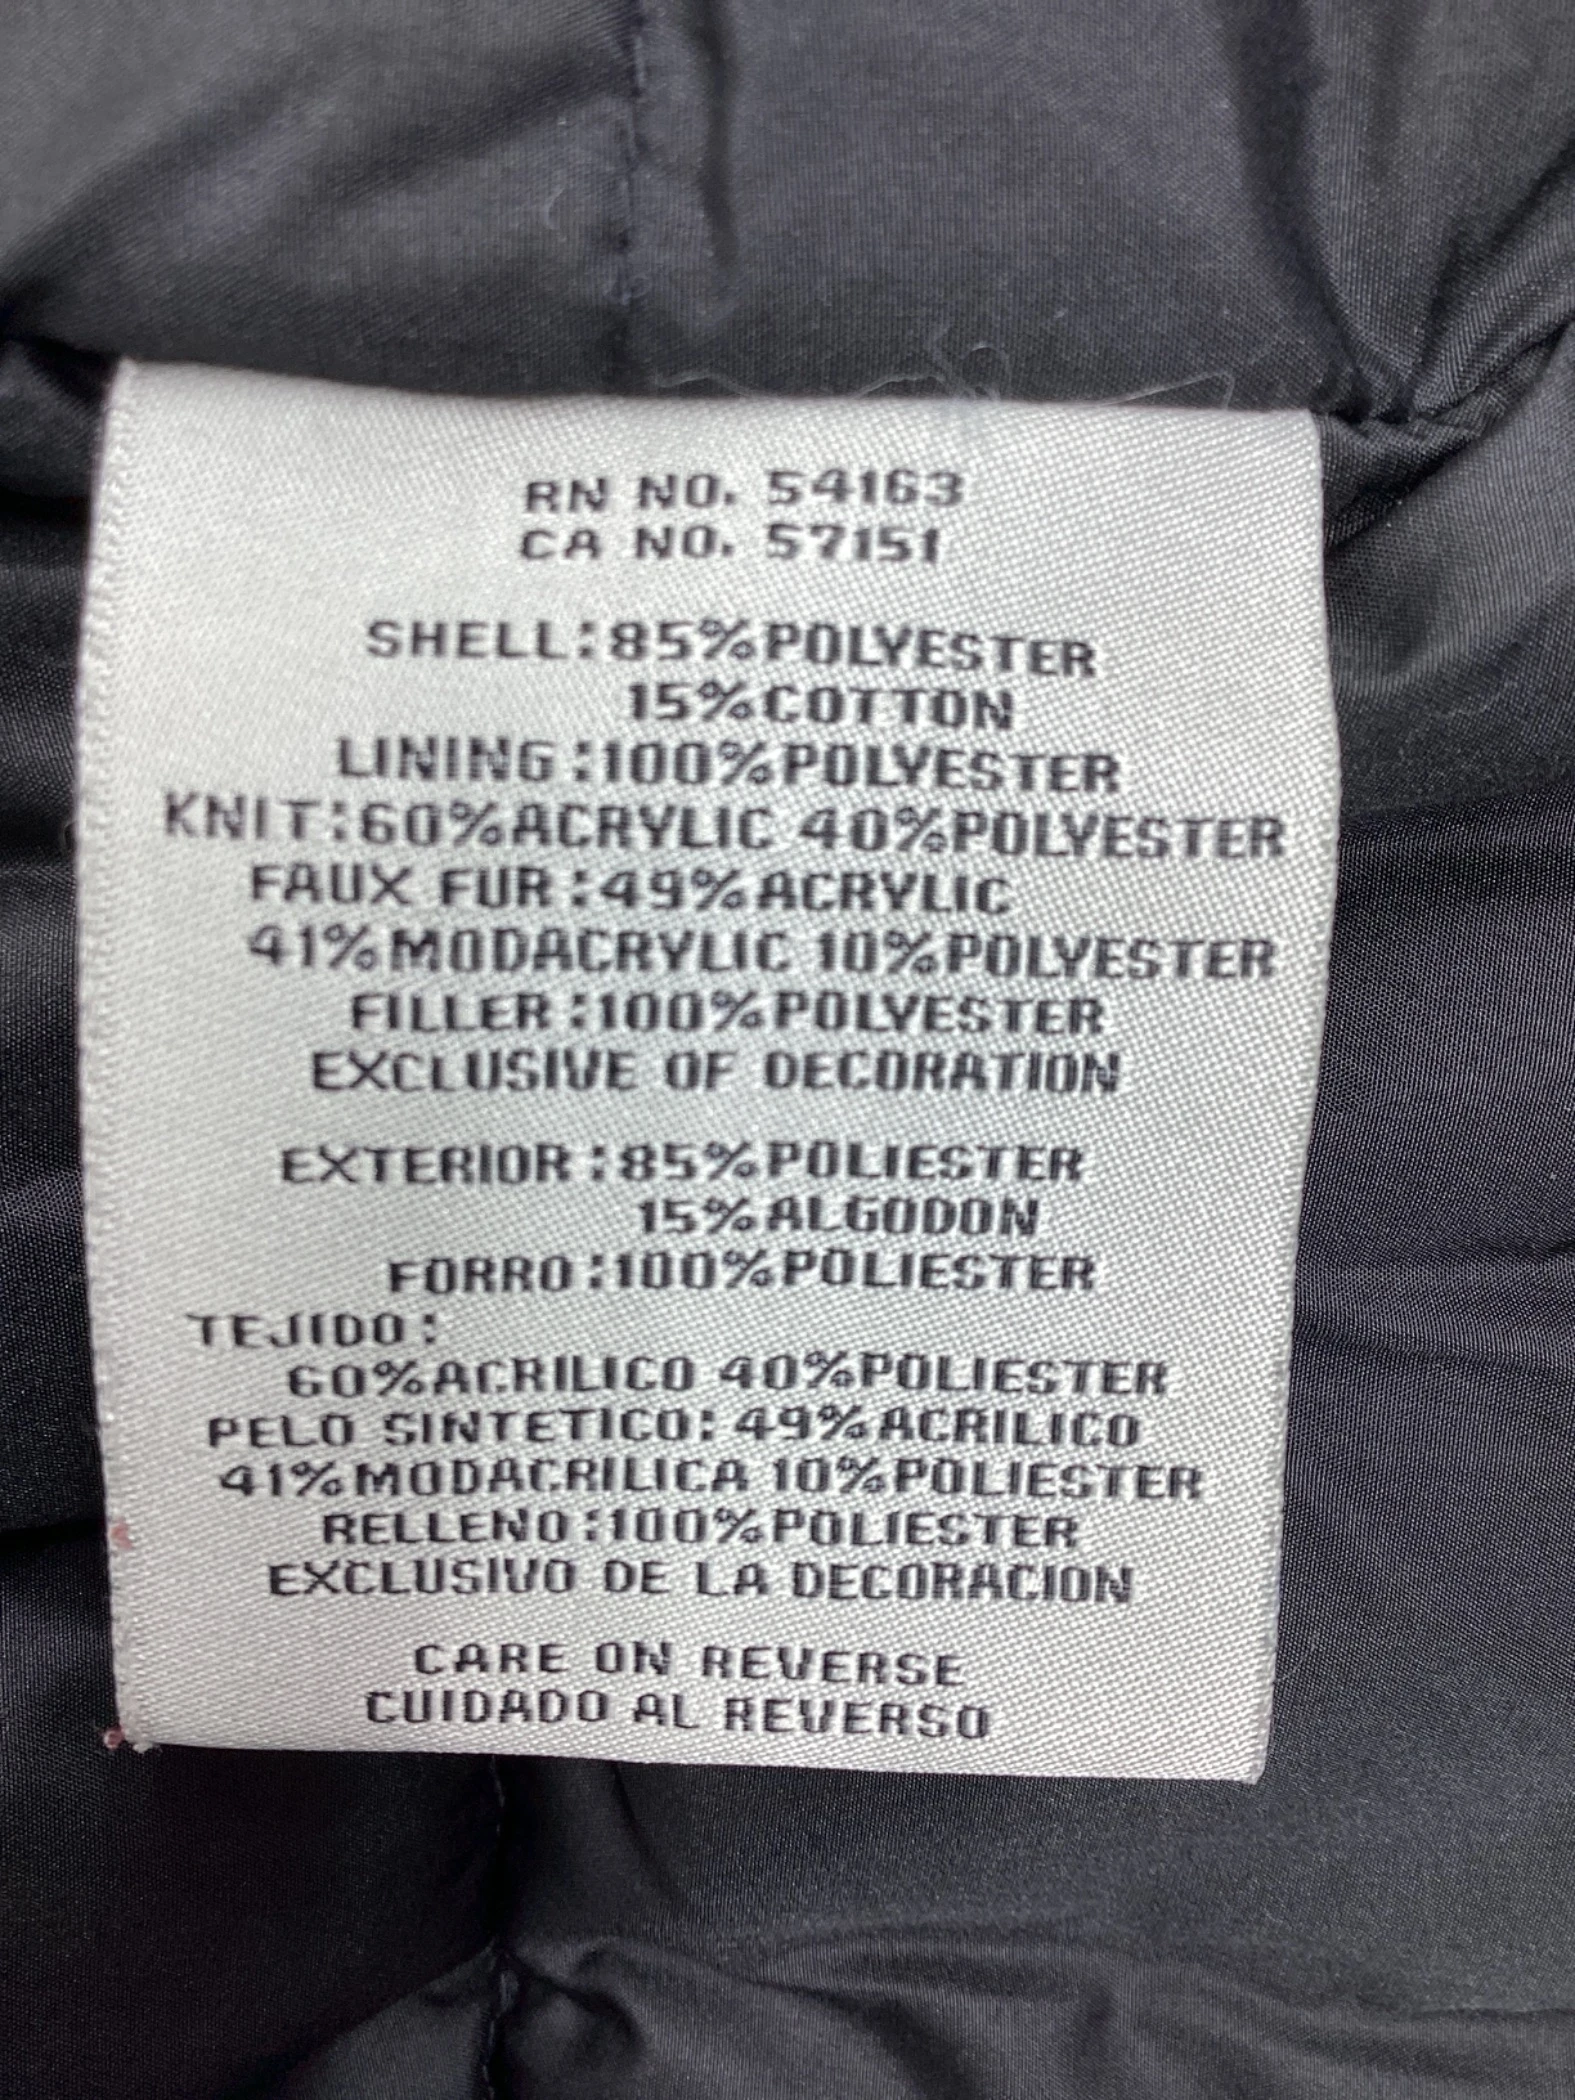 RN NO. 54163
CA NO. 57151
SHELL:85%POLYESTER
15%COTTON
LINING:100%POLYESTER
KNIT:60%ACRYLIC 40%POLYESTER
FAUX FUR:49%ACRYLIC
41%MODACRYLIC 10%POLYESTER
FILLER:100%POLYESTER
EXCLUSIVE OF DECORATION
EXTERIOR:85%POLIESTER
15%ALGODON
FORRO:100%POLIESTER
TEJIDO:
60%ACRILICO 40%POLIESTER
PELO SINTETICO:49%ACRILICO
41%MODACRILICA 10%POLIESTER
RELLENO:100%POLIESTER
EXCLUSIVO DE LA DECORACION
CARE ON REVERSE
CUIDADO AL REVERSO